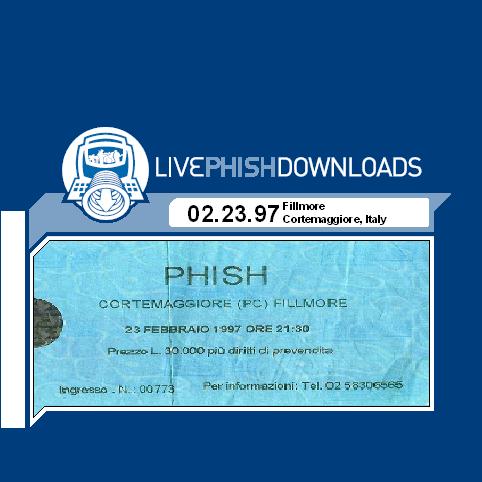 LIVEPHISHDOWNLOADS
02.23.97 Fillmore
Cortemaggiore, Italy
PHISH
CORTEMAGGIORE (PC) FILLMORE
23 FEBBRAIO 1997 ORE 21:30
Prezzo L. 30.000 più diritti di prevendita
Ingresso . N.: 00773 Per informazioni: Tel. 02 58306565